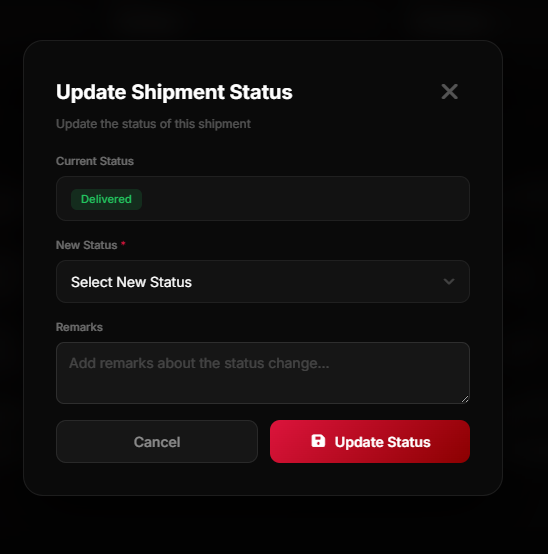 Update Shipment Status
Update the status of this shipment
Current Status
Delivered
New Status *
Select New Status
Remarks
Add remarks about the status change...
Cancel
Update Status